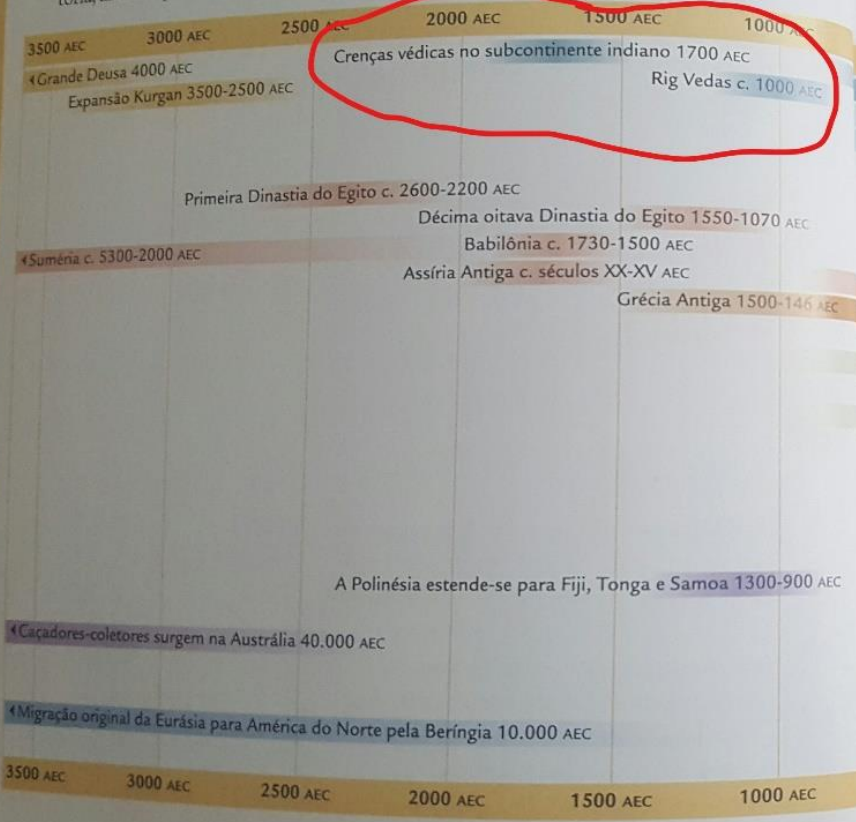 3500 AEC 3000 AEC 2500 AEC 2000 AEC 1500 AEC 1000 AEC
Crenças védicas no subcontinente indiano 1700 AEC
Grande Deusa 4000 AEC
Rig Vedas c. 1000 AEC
Expansão Kurgan 3500-2500 AEC
Primeira Dinastia do Egito c. 2600-2200 AEC
Décima oitava Dinastia do Egito 1550-1070 AEC
Babilônia c. 1730-1500 AEC
Suméria c. 5300-2000 AEC
Assíria Antiga c. séculos XX-XV AEC
Grécia Antiga 1500-146 AEC
A Polinésia estende-se para Fiji, Tonga e Samoa 1300-900 AEC
Caçadores-coletores surgem na Austrália 40.000 AEC
Migração original da Eurásia para América do Norte pela Beríngia 10.000 AEC
3500 AEC 3000 AEC 2500 AEC 2000 AEC 1500 AEC 1000 AEC